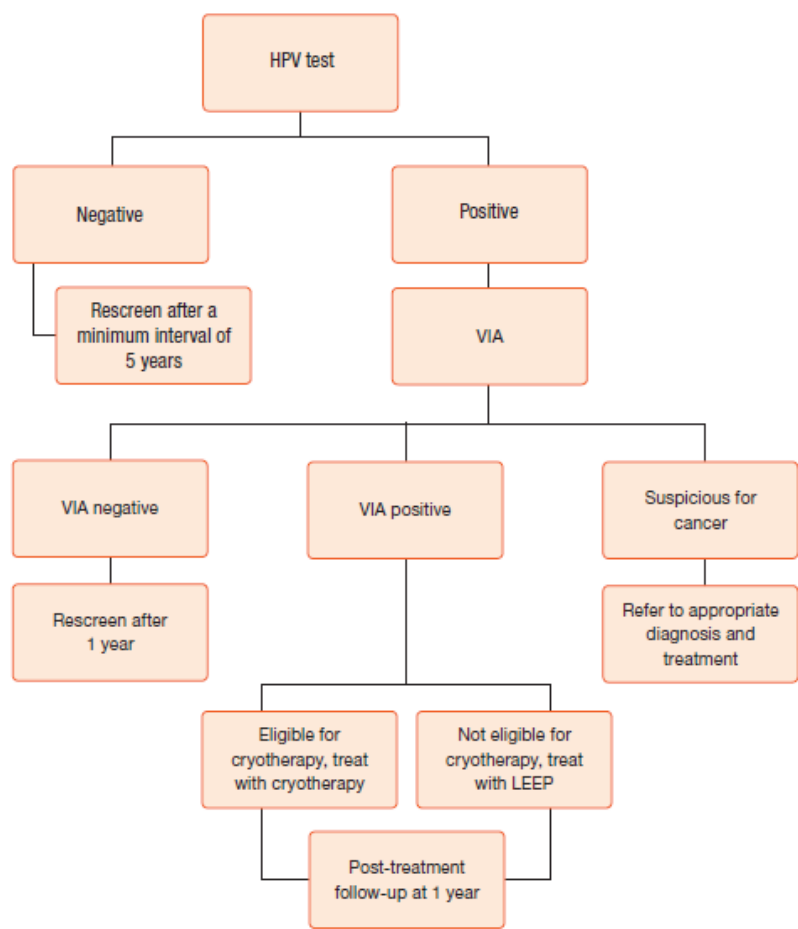 HPV test
Negative
Positive
Rescreen after a
minimum interval of
5 years
VIA
VIA negative
VIA positive
Suspicious for
cancer
Rescreen after
1 year
Refer to appropriate
diagnosis and
treatment
Eligible for
cryotherapy, treat
with cryotherapy
Not eligible for
cryotherapy, treat
with LEEP
Post-treatment
follow-up at 1 year